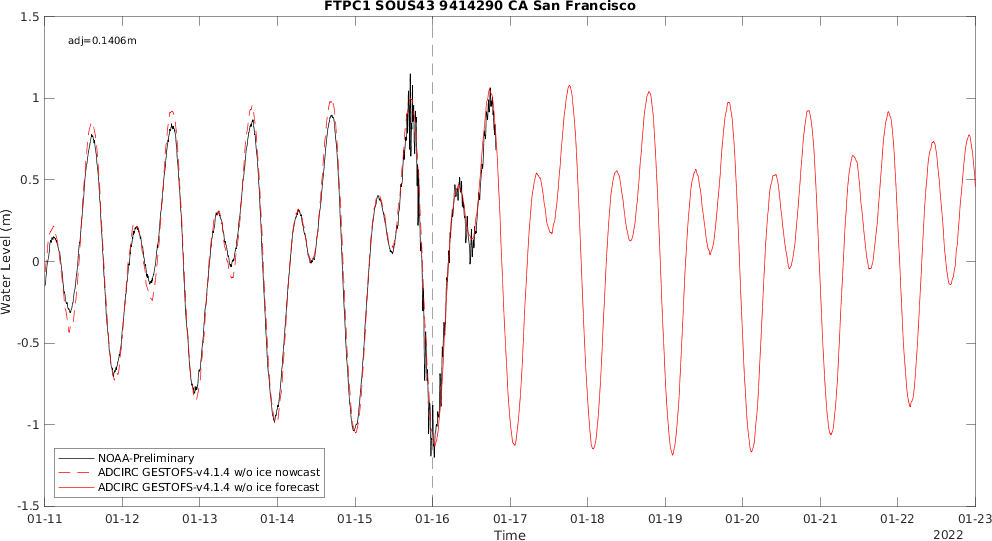 FTPC1 SOUS43 9414290 CA San Francisco
adj=0.1406m
1.5
1
0.5
0
-0.5
-1
-1.5
Water Level (m)
NOAA-Preliminary
ADCIRC GESTOFS-v4.1.4 w/o ice nowcast
ADCIRC GESTOFS-v4.1.4 w/o ice forecast
01-11 01-12 01-13 01-14 01-15 01-16 01-17 01-18 01-19 01-20 01-21 01-22 01-23
Time
2022